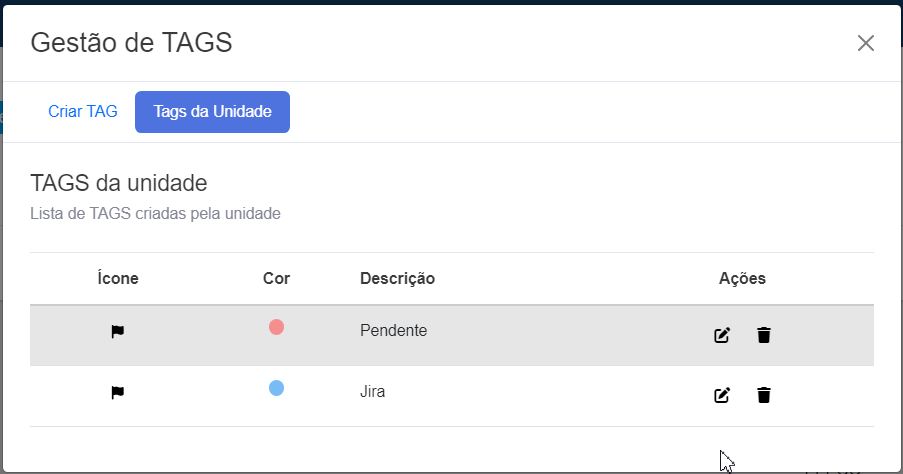 Gestão de TAGS
Criar TAG Tags da Unidade
TAGS da unidade
Lista de TAGS criadas pela unidade
Ícone Cor Descrição Ações
Pendente
Jira